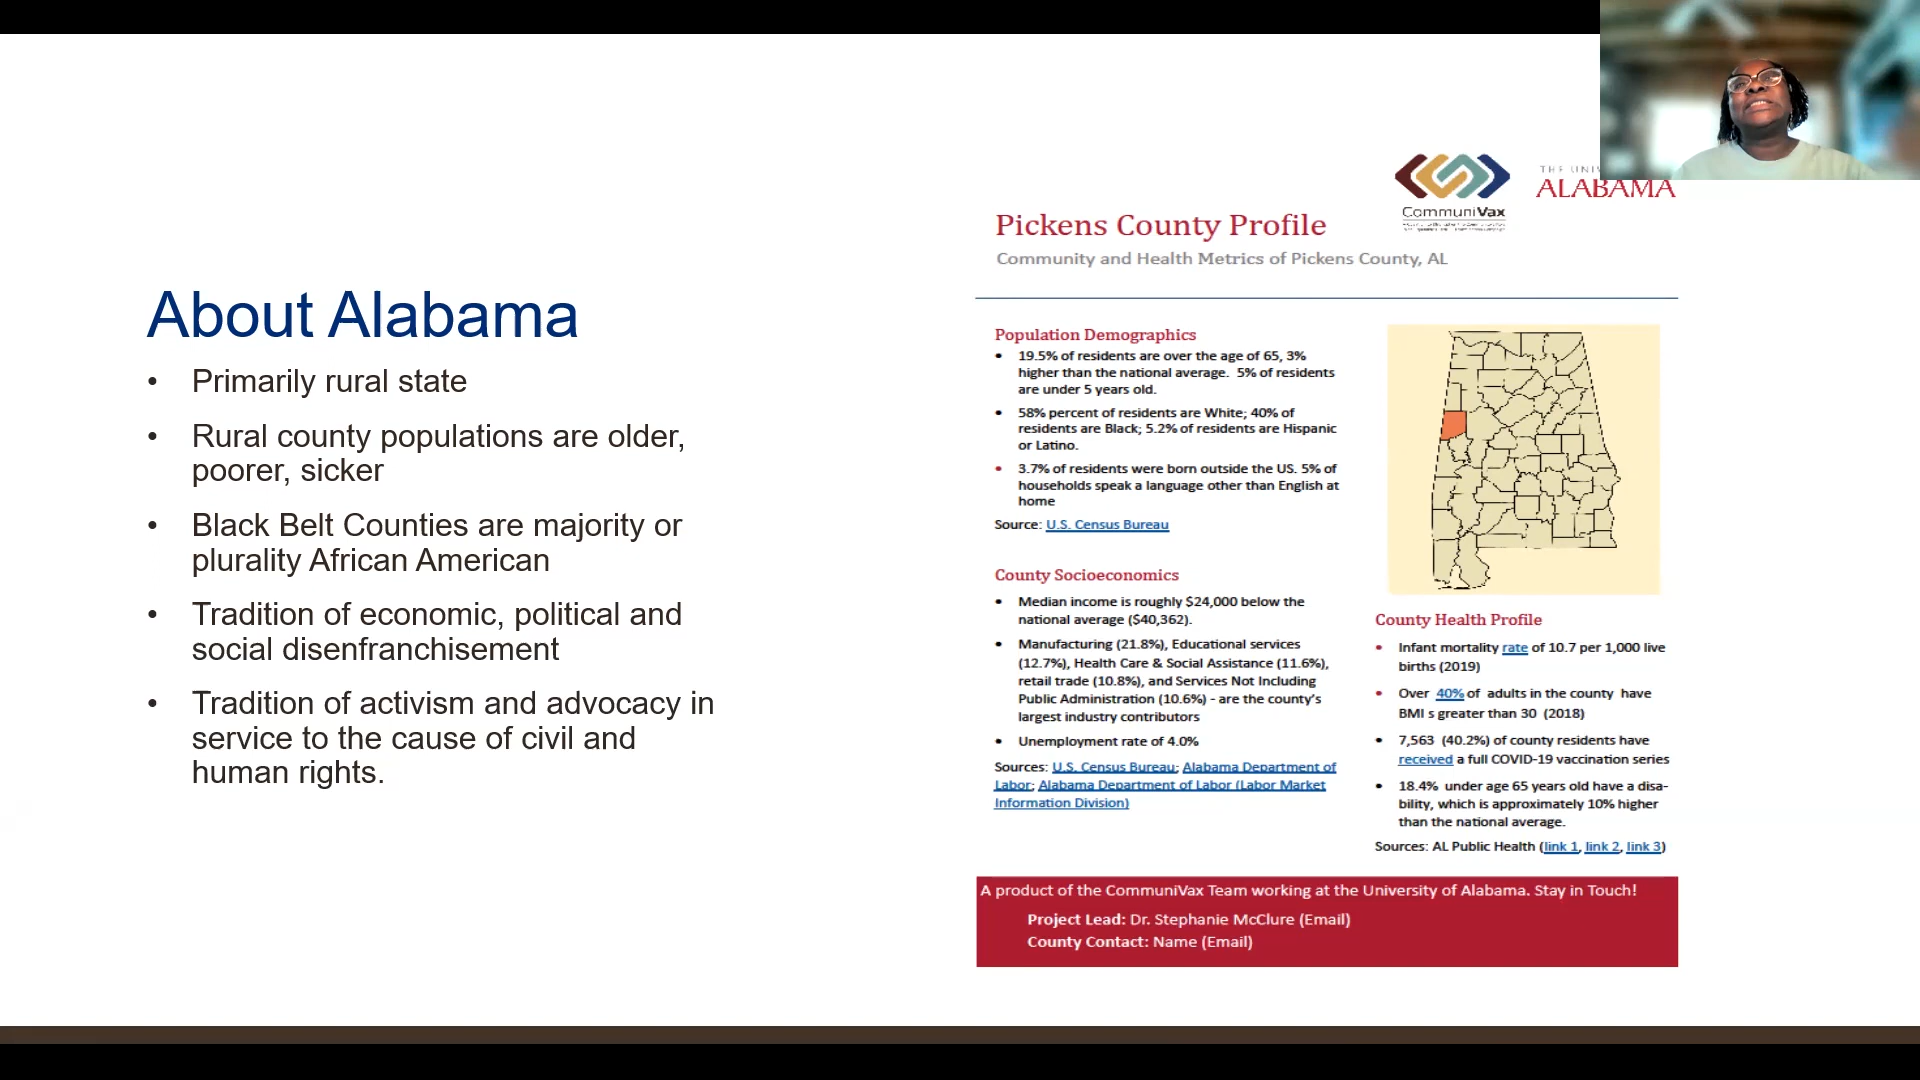 About Alabama
• Primarily rural state
• Rural county populations are older,
poorer, sicker
• Black Belt Counties are majority or
plurality African American
• Tradition of economic, political and
social disenfranchisement
• Tradition of activism and advocacy in
service to the cause of civil and
human rights.
CommuniVax
THE UNI
ALABAMA
Pickens County Profile
Community and Health Metrics of Pickens County, AL
Population Demographics
• 19.5% of residents are over the age of 65, 3%
higher than the national average. 5% of residents
are under 5 years old.
• 58% percent of residents are White; 40% of
residents are Black; 5.2% of residents are Hispanic
or Latino.
• 3.7% of residents were born outside the US. 5% of
households speak a language other than English at
home
Source: U.S. Census Bureau
County Socioeconomics
• Median income is roughly $24,000 below the
national average ($40,362).
• Manufacturing (21.8%), Educational services
(12.7%), Health Care & Social Assistance (11.6%),
retail trade (10.8%), and Services Not Including
Public Administration (10.6%) - are the county's
largest industry contributors
• Unemployment rate of 4.0%
Sources: U.S. Census Bureau; Alabama Department of
Labor; Alabama Department of Labor (Labor Market
Information Division)
County Health Profile
• Infant mortality rate of 10.7 per 1,000 live
births (2019)
• Over 40% of adults in the county have
BMI s greater than 30 (2018)
• 7,563 (40.2%) of county residents have
received a full COVID-19 vaccination series
• 18.4% under age 65 years old have a disa-
bility, which is approximately 10% higher
than the national average.
Sources: AL Public Health (link 1, link 2, link 3)
A product of the CommuniVax Team working at the University of Alabama. Stay in Touch!
Project Lead: Dr. Stephanie McClure (Email)
County Contact: Name (Email)